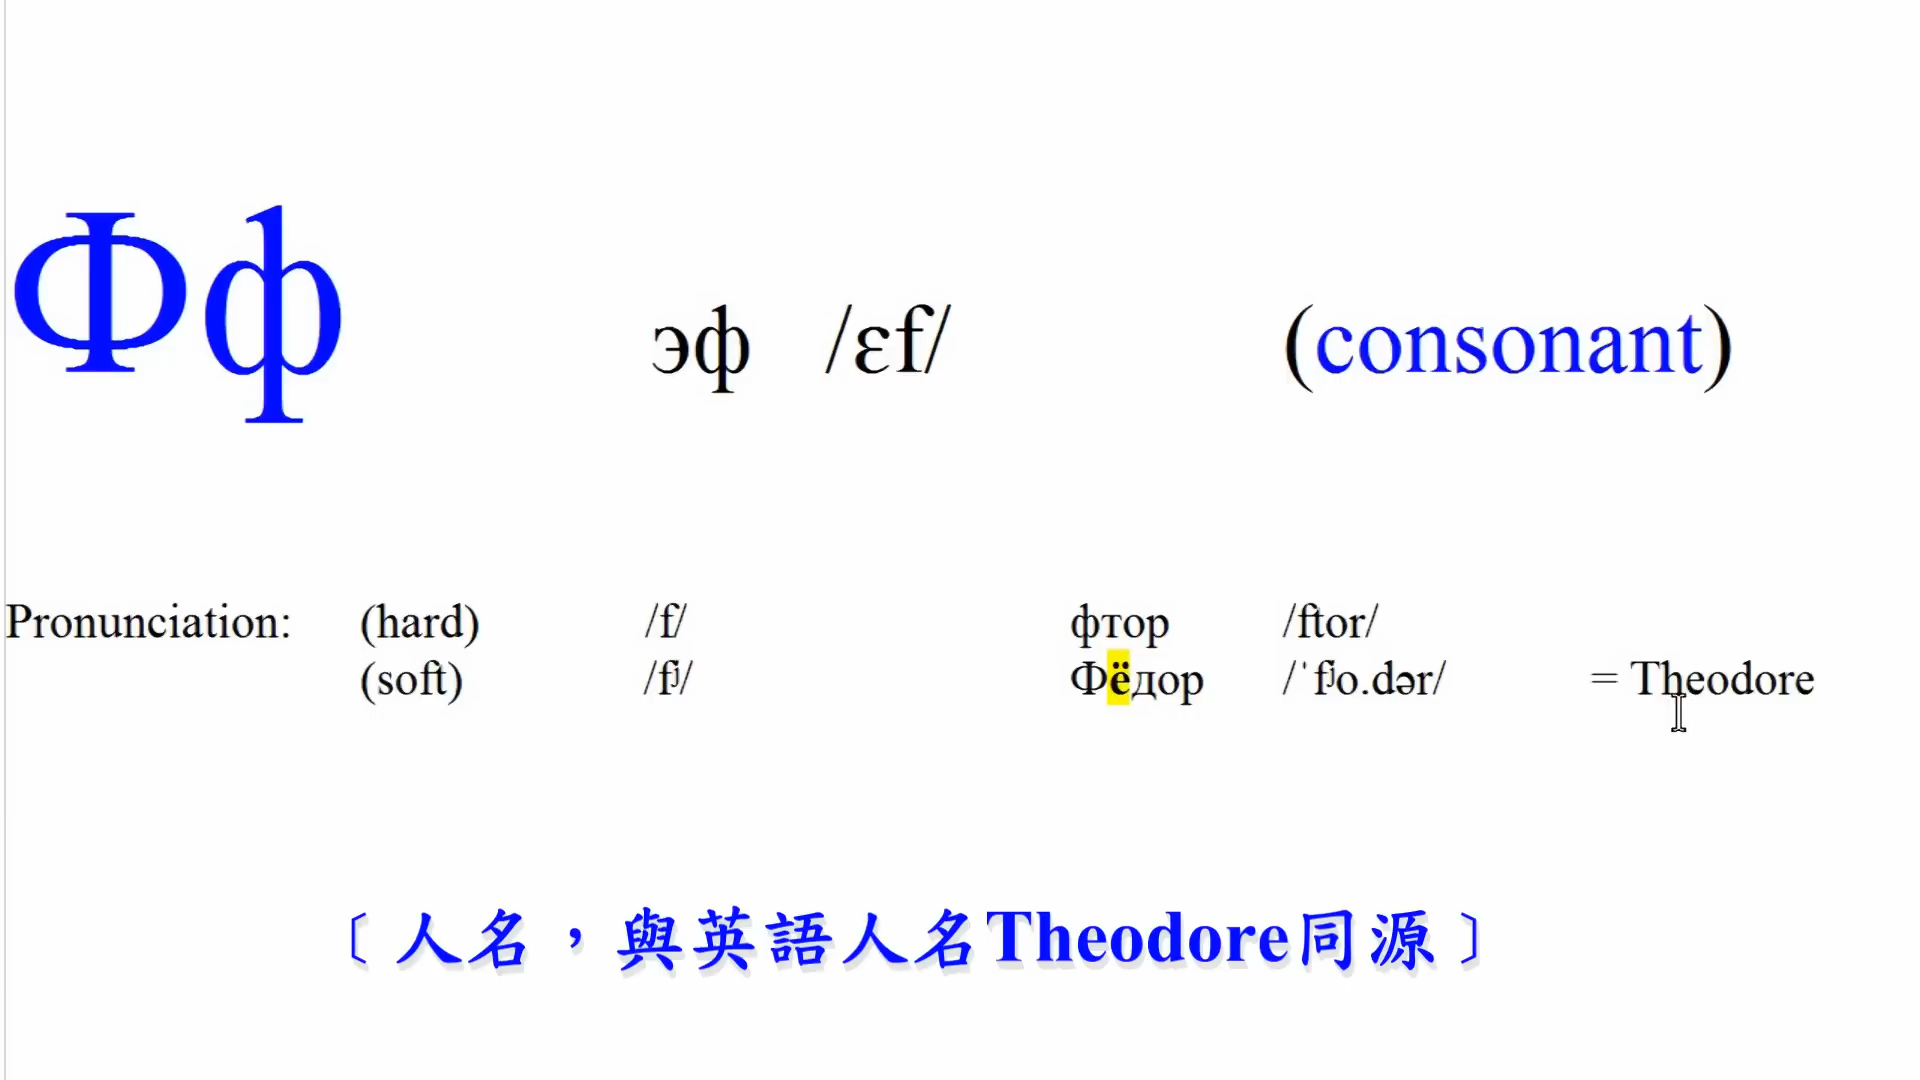 Фф эф /ɛf/ (consonant)
Pronunciation: (hard) /f/ фтор /ftor/
(soft) /fʲ/ Фёдор /ˈfʲo.dər/ = Theodore
﹝人名，與英語人名Theodore同源﹞